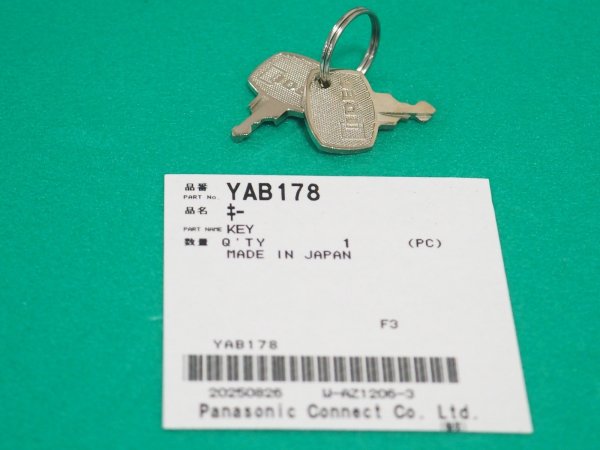 品番 PART No. YAB178
品名 キー
PART NAME KEY
数量 Q'TY 1 (PC)
MADE IN JAPAN
F3
YAB178
20250826 W-AZ1206-3
Panasonic Connect Co. Ltd.